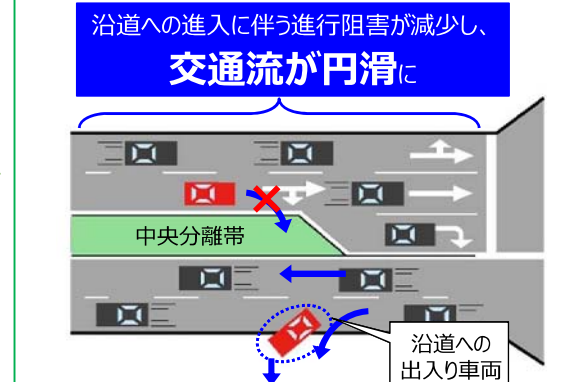 沿道への進入に伴う進行阻害が減少し、
交通流が円滑に
中央分離帯
沿道への
出入り車両